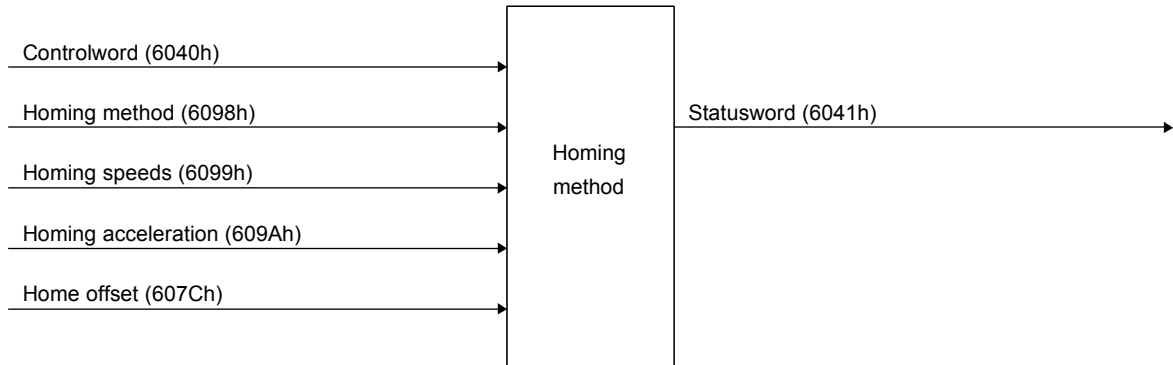 Controlword (6040h)
Homing method (6098h)
Statusword (6041h)
Homing
method
Homing speeds (6099h)
Homing acceleration (609Ah)
Home offset (607Ch)